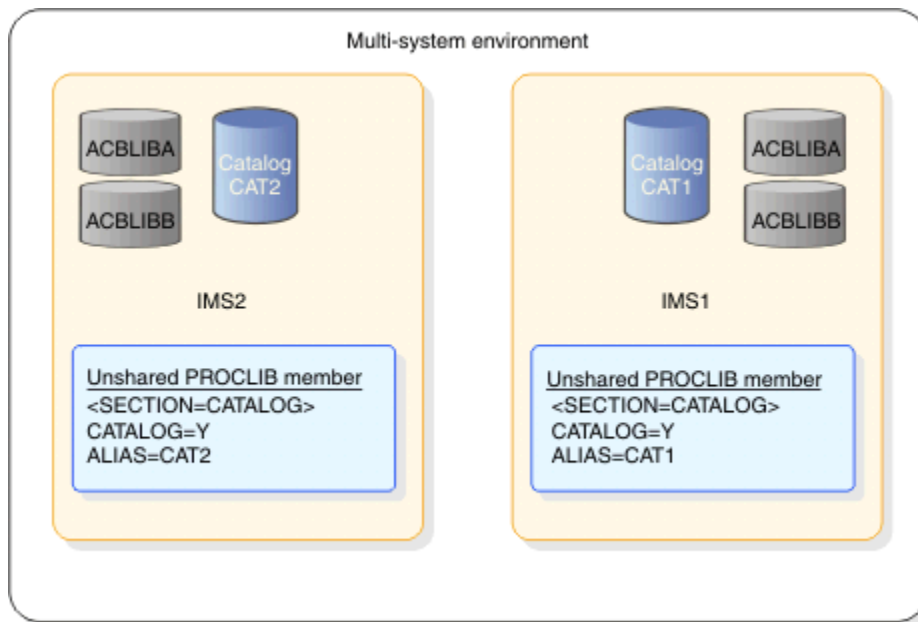 Multi-system environment
ACBLIBA
ACBLIBB
Catalog
CAT2
IMS2
Unshared PROCLIB member
<SECTION=CATALOG>
CATALOG=Y
ALIAS=CAT2
Catalog
CAT1
ACBLIBA
ACBLIBB
IMS1
Unshared PROCLIB member
<SECTION=CATALOG>
CATALOG=Y
ALIAS=CAT1